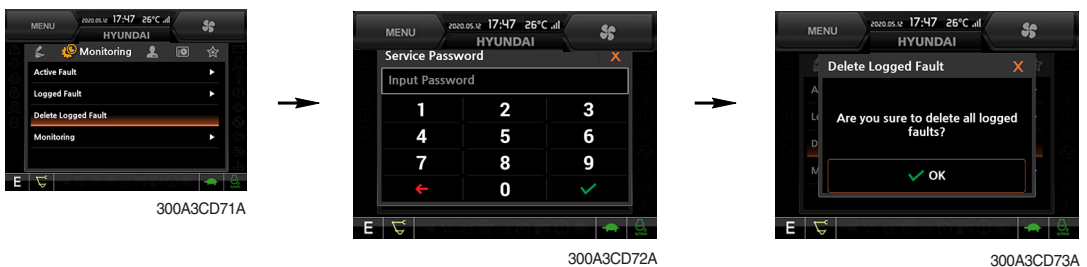 MENU
2020.05.12 17:47 26°C
HYUNDAI
Monitoring
Active Fault
Logged Fault
Delete Logged Fault
Monitoring
E
300A3CD71A
MENU
2020.05.12 17:47 26°C
HYUNDAI
Service Password X
Input Password
1 2 3
4 5 6
7 8 9
0
E
300A3CD72A
MENU
2020.05.12 17:47 26°C
HYUNDAI
Delete Logged Fault X
Are you sure to delete all logged
faults?
OK
E
300A3CD73A